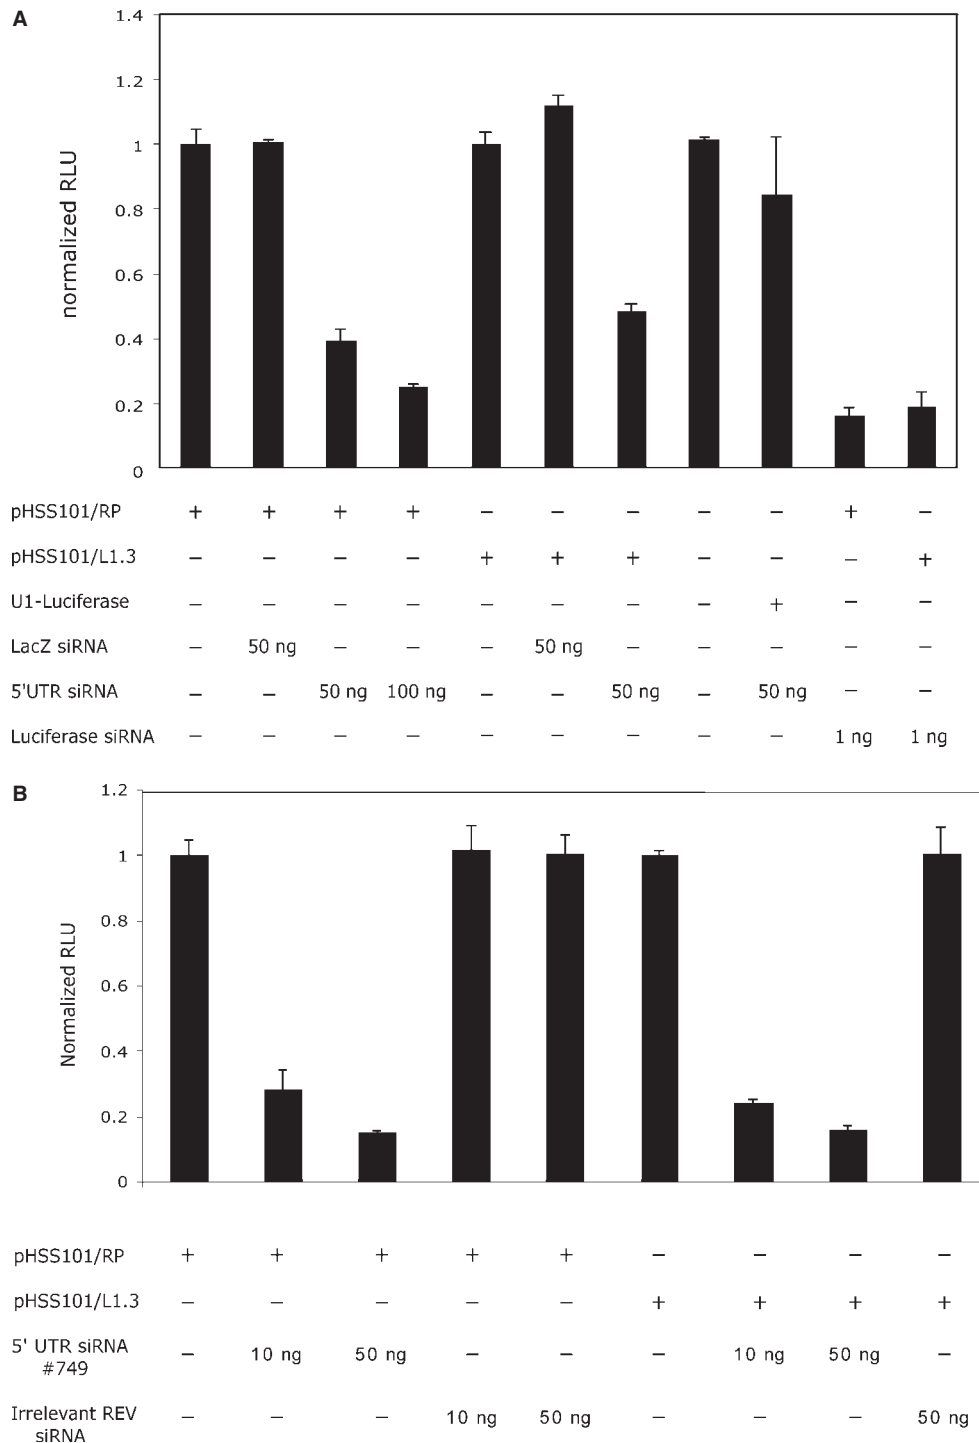 A
1.4
1.2
1
0.8
0.6
0.4
0.2
0
normalized RLU
pHSS101/RP + + + + − − − − − + −
pHSS101/L1.3 − − − − + + + − − − +
U1-Luciferase − − − − − − − − + − −
LacZ siRNA − 50 ng − − − 50 ng − − − − −
5'UTR siRNA − − 50 ng 100 ng − − 50 ng − 50 ng − −
Luciferase siRNA − − − − − − − − − 1 ng 1 ng
B
1.2
1
0.8
0.6
0.4
0.2
0
Normalized RLU
pHSS101/RP + + + + + − − − −
pHSS101/L1.3 − − − − − + + + +
5' UTR siRNA − 10 ng 50 ng − − − 10 ng 50 ng −
#749
Irrelevant REV − − − 10 ng 50 ng − − − 50 ng
siRNA